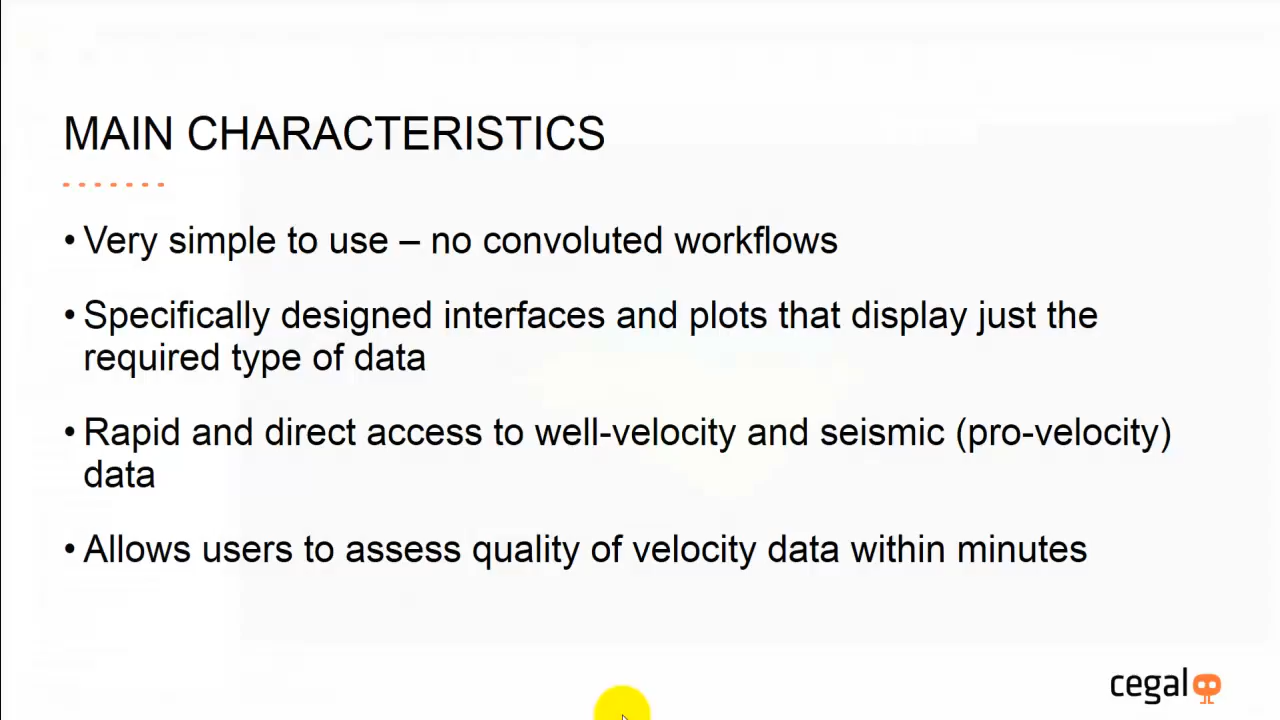 MAIN CHARACTERISTICS
• Very simple to use – no convoluted workflows
• Specifically designed interfaces and plots that display just the
required type of data
• Rapid and direct access to well-velocity and seismic (pro-velocity)
data
• Allows users to assess quality of velocity data within minutes
cegal